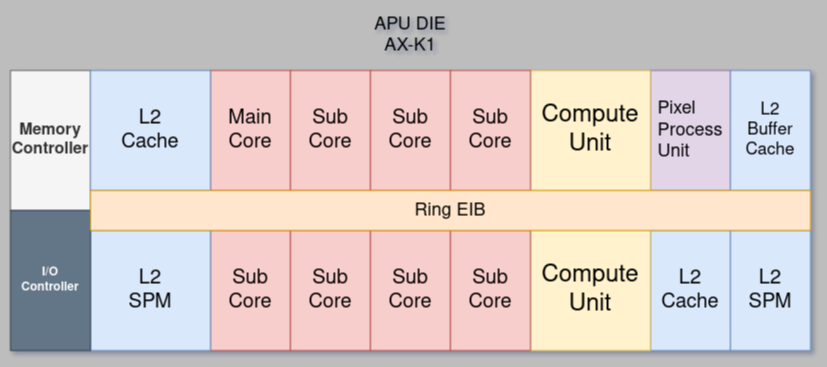 APU DIE
AX-K1
Memory
Controller
L2
Cache
Main
Core
Sub
Core
Sub
Core
Sub
Core
Compute
Unit
Pixel
Process
Unit
L2
Buffer
Cache
Ring EIB
I/O
Controller
L2
SPM
Sub
Core
Sub
Core
Sub
Core
Sub
Core
Compute
Unit
L2
Cache
L2
SPM